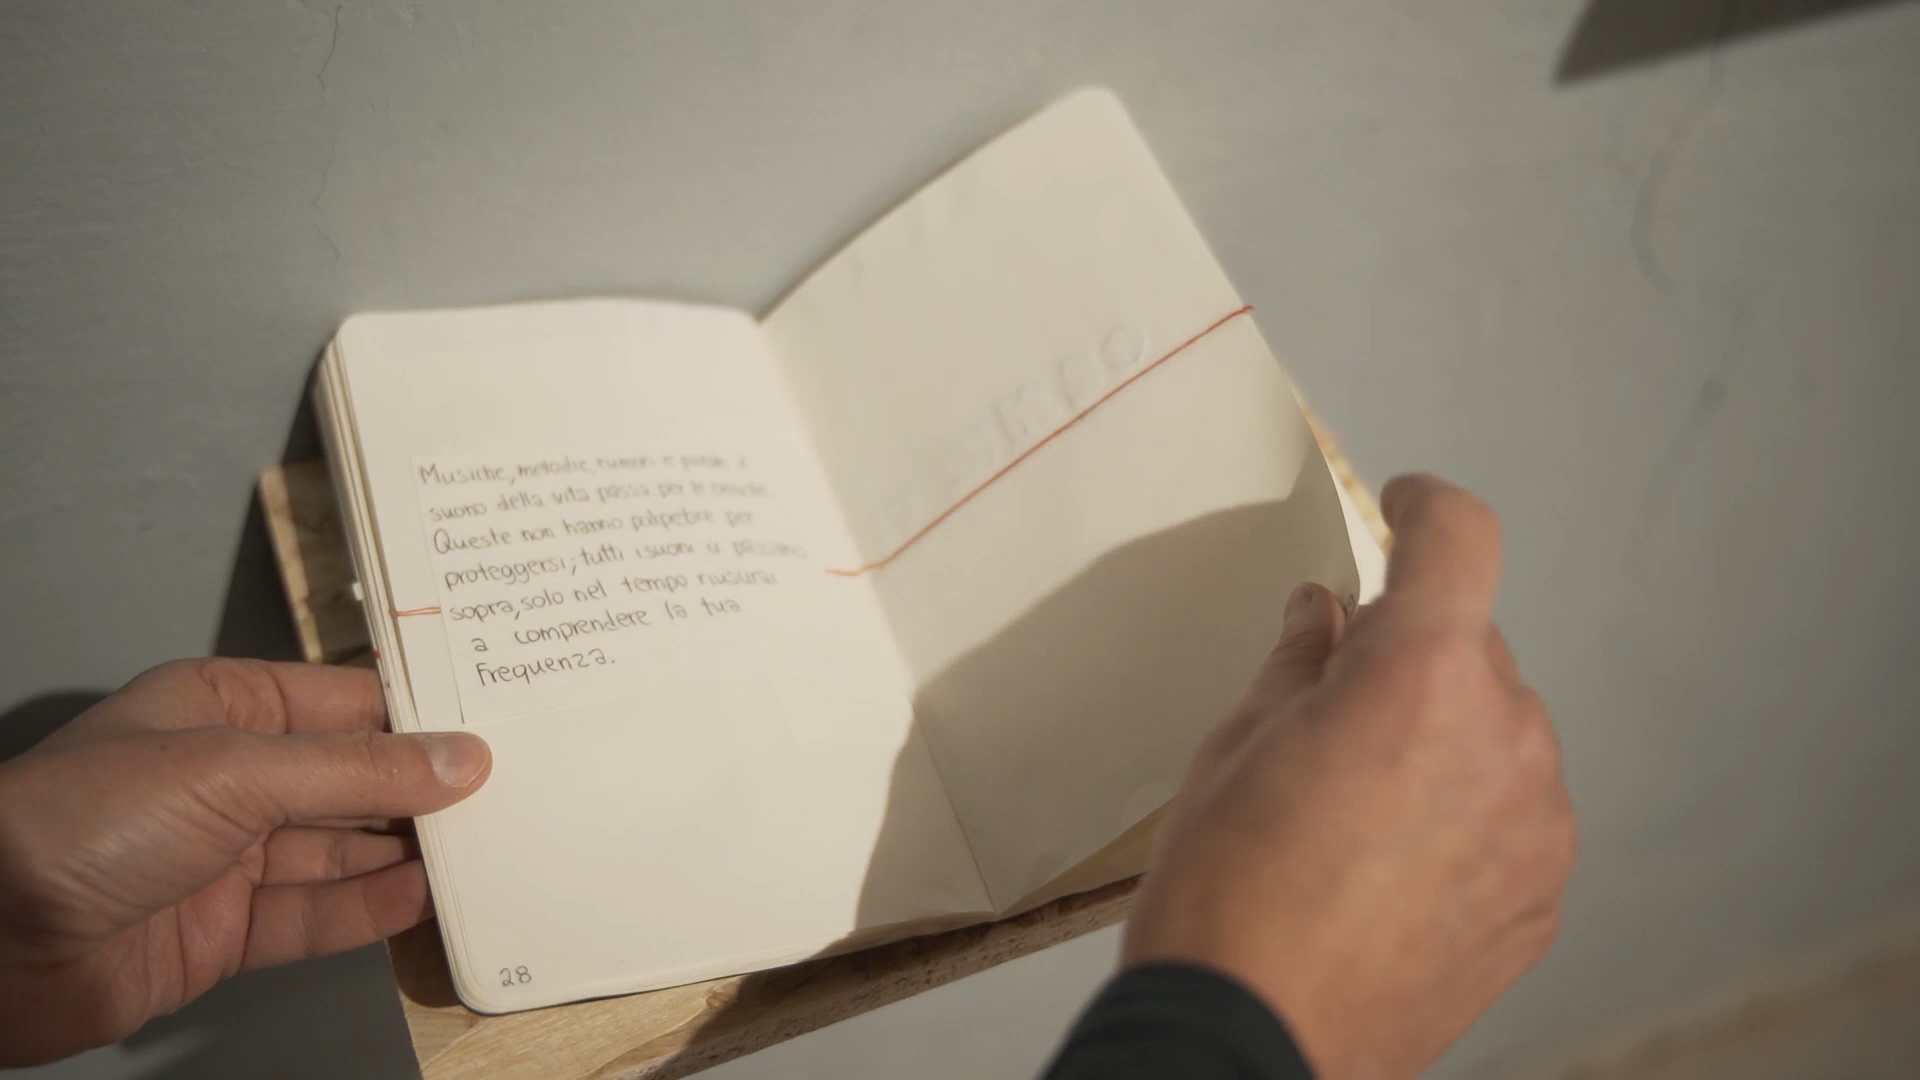 Musiche, melodie, rumori e parole il
suono della vita passa per le orecchie.
Queste non hanno palpebre per
proteggersi; tutti i suoni ci passano
sopra, solo nel tempo riuscirai
a comprendere la tua
Frequenza.
28